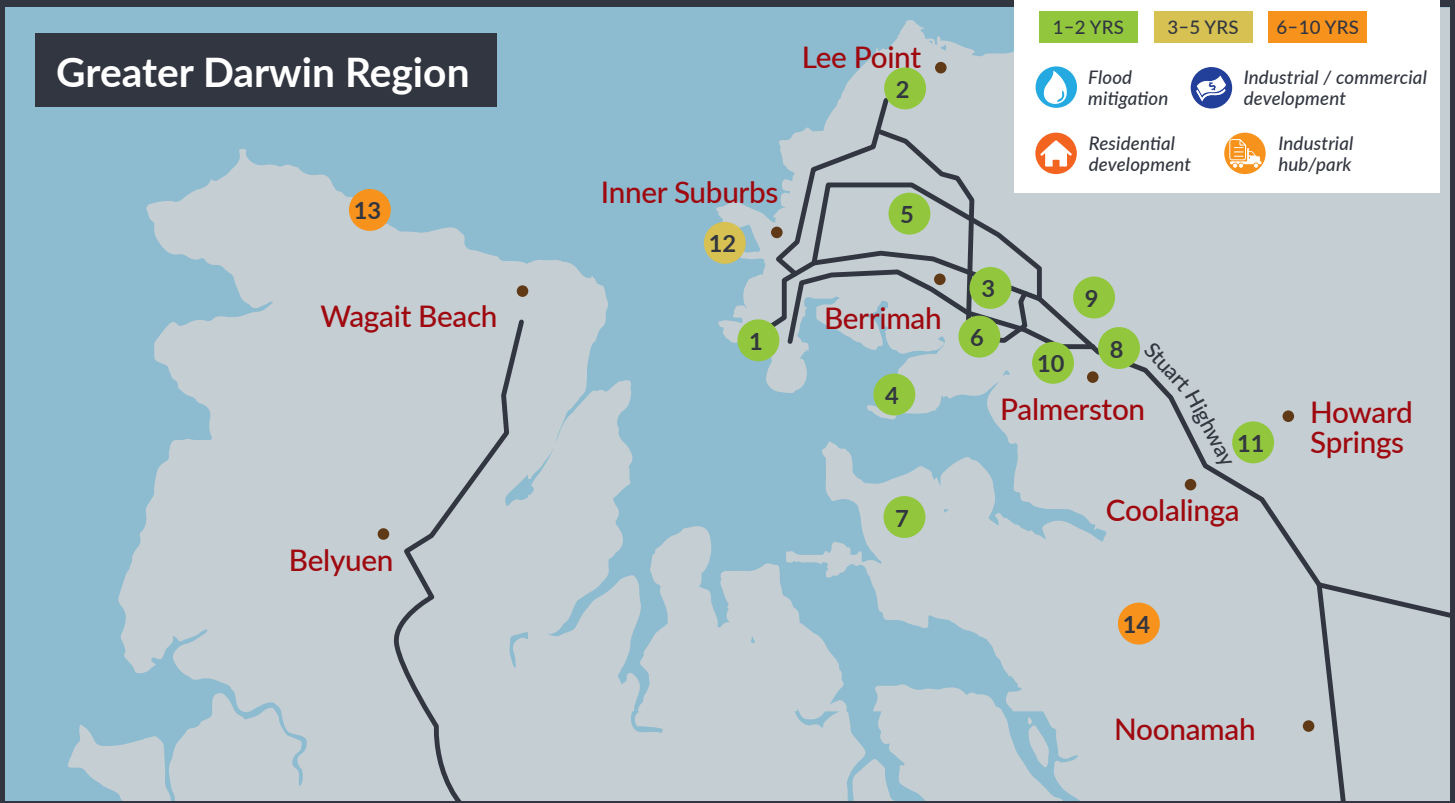 Greater Darwin Region
1–2 YRS
3–5 YRS
6–10 YRS
Flood
mitigation
Industrial / commercial
development
Residential
development
Industrial
hub/park
Lee Point
2
Inner Suburbs
5
13
12
Wagait Beach
3
9
Berrimah
1
6
8
10
Stuart Highway
4
Palmerston
Howard
Springs
11
Coolalinga
7
Belyuen
14
Noonamah